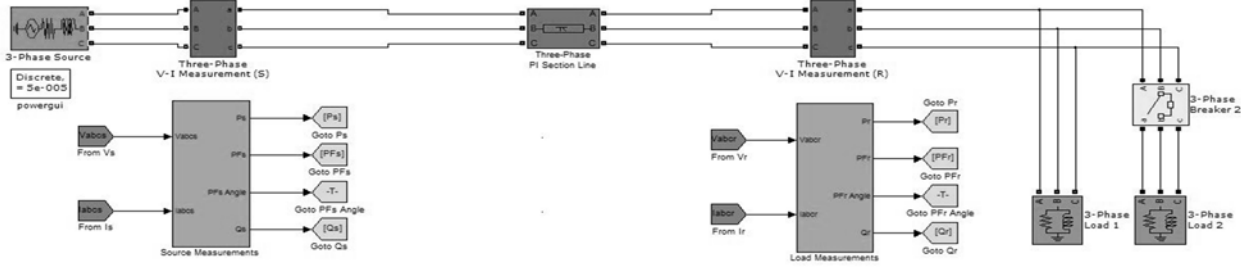 A A a A A A a
B B b B B B b
C C c C C C c
3-Phase Source
Three-Phase
V-I Measurement (S)
Three-Phase
PI Section Line
Three-Phase
V-I Measurement (R)
Discrete,
= 5e-005
powergui
A B C
3-Phase
Breaker 2
a b c
Vabcs
From Vs
Iabcs
From Is
Vabcs
Iabcs
Ps
PFs
PFs Angle
Qs
Source Measurements
[Ps]
Goto Ps
[PFs]
Goto PFs
-T-
Goto PFs Angle
[Qs]
Goto Qs
Vabcr
From Vr
Iabcr
From Ir
Vabcr
Iabcr
Pr
PFr
PFr Angle
Qr
Load Measurements
Goto Pr
[Pr]
[PFr]
Goto PFr
-T-
Goto PFr Angle
[Qr]
Goto Qr
A B C
3-Phase
Load 1
A B C
3-Phase
Load 2